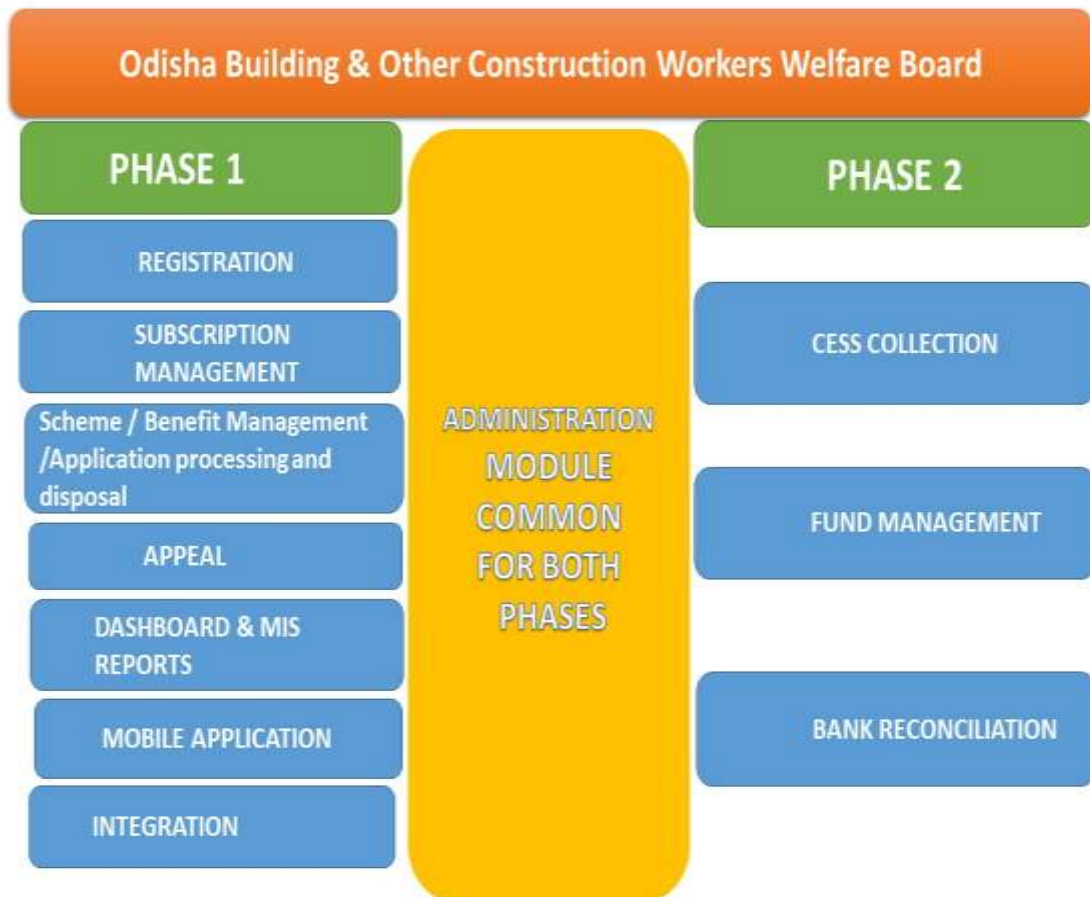 Odisha Building & Other Construction Workers Welfare Board
PHASE 1
REGISTRATION
SUBSCRIPTION
MANAGEMENT
Scheme / Benefit Management
/Application processing and
disposal
APPEAL
DASHBOARD & MIS
REPORTS
MOBILE APPLICATION
INTEGRATION
ADMINISTRATION
MODULE
COMMON
FOR BOTH
PHASES
PHASE 2
CESS COLLECTION
FUND MANAGEMENT
BANK RECONCILIATION